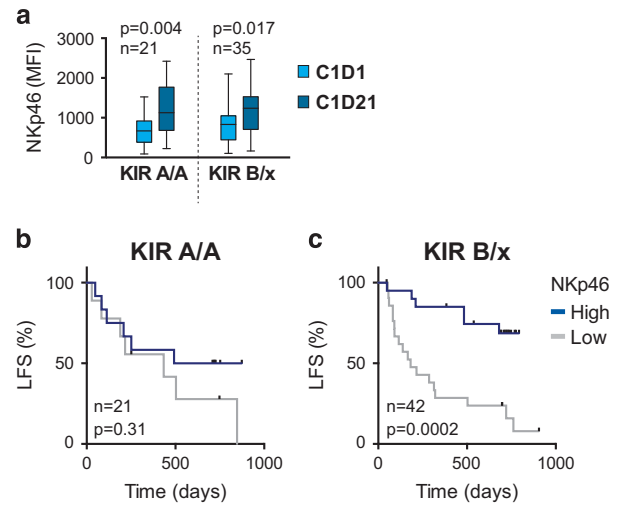 a
p=0.004
n=21
p=0.017
n=35
3000
2000
1000
0
NKp46 (MFI)
C1D1
C1D21
KIR A/A
KIR B/x
b
KIR A/A
100
50
0
LFS (%)
n=21
p=0.31
0
500
1000
Time (days)
c
KIR B/x
100
50
0
LFS (%)
n=42
p=0.0002
0
500
1000
Time (days)
NKp46
High
Low